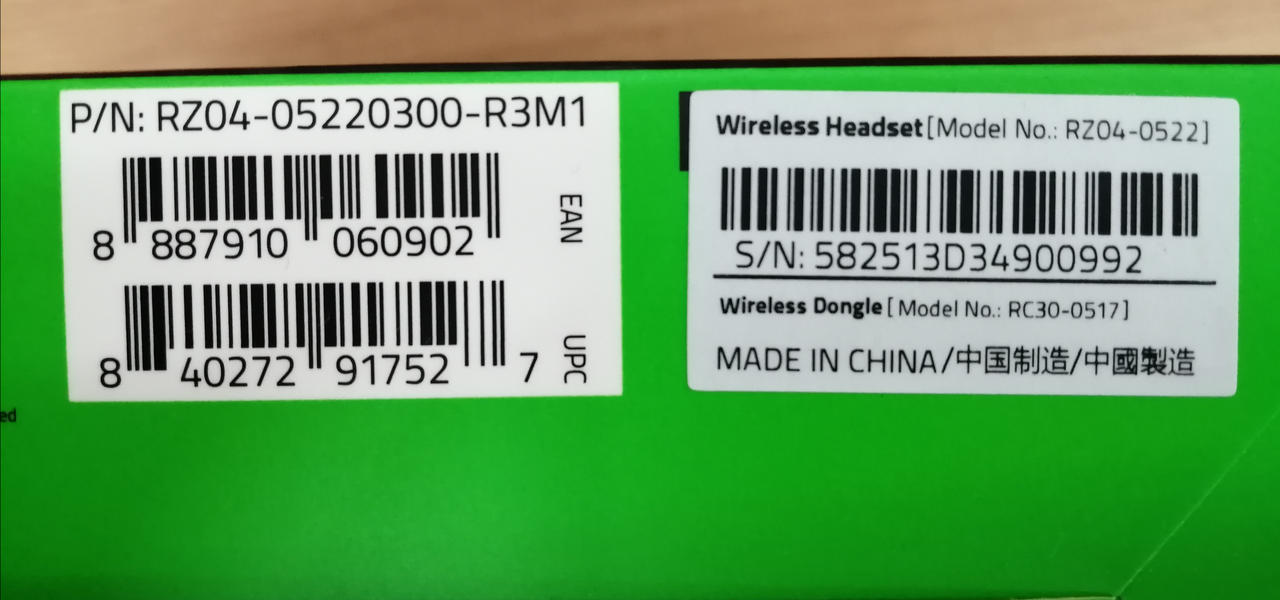 P/N: RZ04-05220300-R3M1
EAN
8 887910 060902
UPC
8 40272 91752 7
Wireless Headset[Model No.: RZ04-0522]
S/N: 582513D34900992
Wireless Dongle[Model No.: RC30-0517]
MADE IN CHINA/中国制造/中國製造
ed